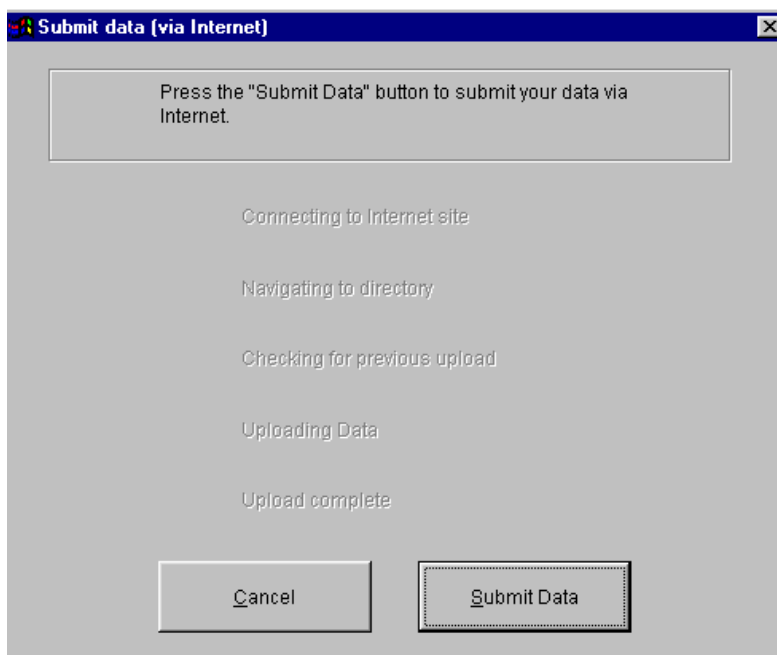 Submit data (via Internet)
Press the "Submit Data" button to submit your data via
Internet.
Connecting to Internet site
Navigating to directory
Checking for previous upload
Uploading Data
Upload complete
Cancel
Submit Data